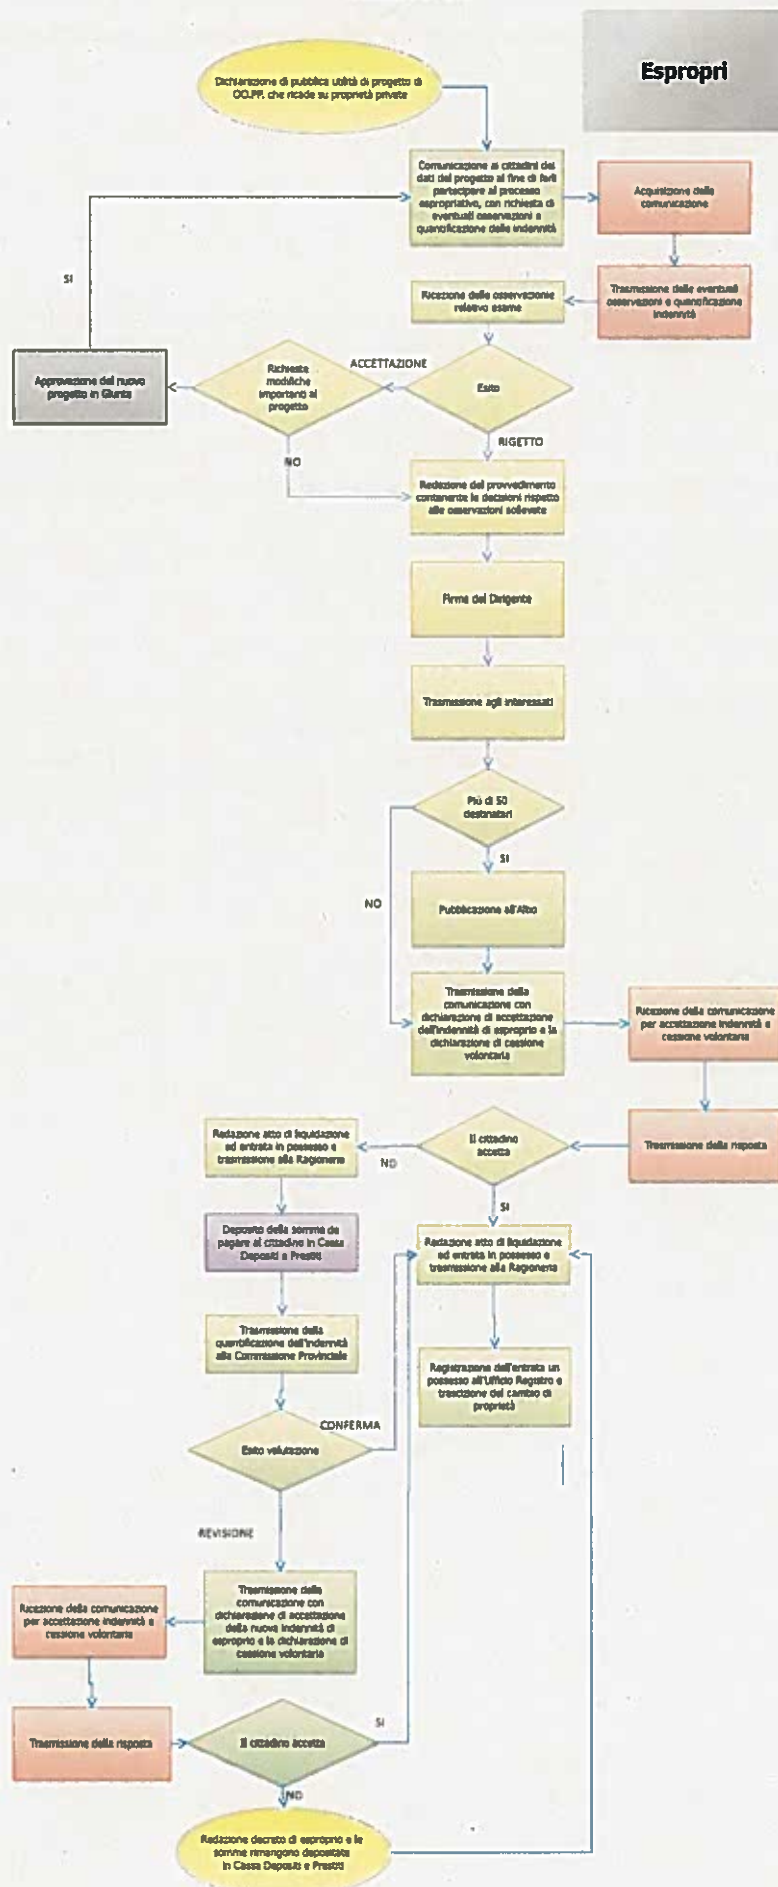 Espropri
Dichiarazione di pubblica utilità di progetto di
OO.PP. che ricade su proprietà private
Comunicazione ai cittadini dei
dati del progetto al fine di farli
partecipare al processo
espropriativo, con richiesta di
eventuali osservazioni e
quantificazione delle indennità
Acquisizione della
comunicazione
SI
Trasmissione delle eventuali
osservazioni e quantificazione
indennità
Ricezione delle osservazionie
relativo esame
ACCETTAZIONE
Richieste
modifiche
importanti al
progetto
Approvazione del nuovo
progetto in Giunta
Esito
RIGETTO
NO
Redazione del provvedimento
contenente le decisioni rispetto
alle osservazioni sollevate
Firma del Dirigente
Trasmissione agli interessati
Più di 50
destinatari
SI
NO
Pubblicazione all'Albo
Trasmissione della
comunicazione con
dichiarazione di accettazione
dell'indennità di esproprio e la
dichiarazione di cessione
volontaria
Ricezione della comunicazione
per accettazione indennità e
cessione volontaria
Redazione atto di liquidazione
ed entrata in possesso e
trasmissione alla Ragioneria
NO
Il cittadino
accetta
Trasmissione della risposta
SI
Deposito della somma da
pagare al cittadino in Cassa
Depositi e Prestiti
Redazione atto di liquidazione
ed entrata in possesso e
trasmissione alla Ragioneria
Trasmissione della
quantificazione dell'indennità
alla Commissione Provinciale
Registrazione dell'entrata un
possesso all'Ufficio Registro e
trascizione del cambio di
proprietà
CONFERMA
Esito valutazione
REVISIONE
Trasmissione della
comunicazione con
dichiarazione di accettazione
della nuova indennità di
esproprio e la dichiarazione di
cessione volontaria
Ricezione della comunicazione
per accettazione indennità e
cessione volontaria
SI
Trasmissione della risposta
Il cittadino accetta
NO
Redazione decreto di esproprio e le
somme rimangono depositate
in Cassa Depositi e Prestiti